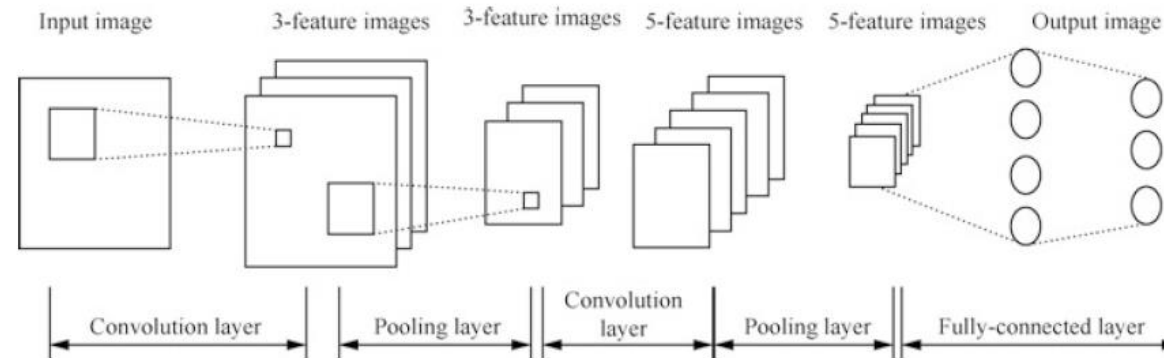 Input image
3-feature images
3-feature images
5-feature images
5-feature images
Output image
Convolution layer
Pooling layer
Convolution
layer
Pooling layer
Fully-connected layer